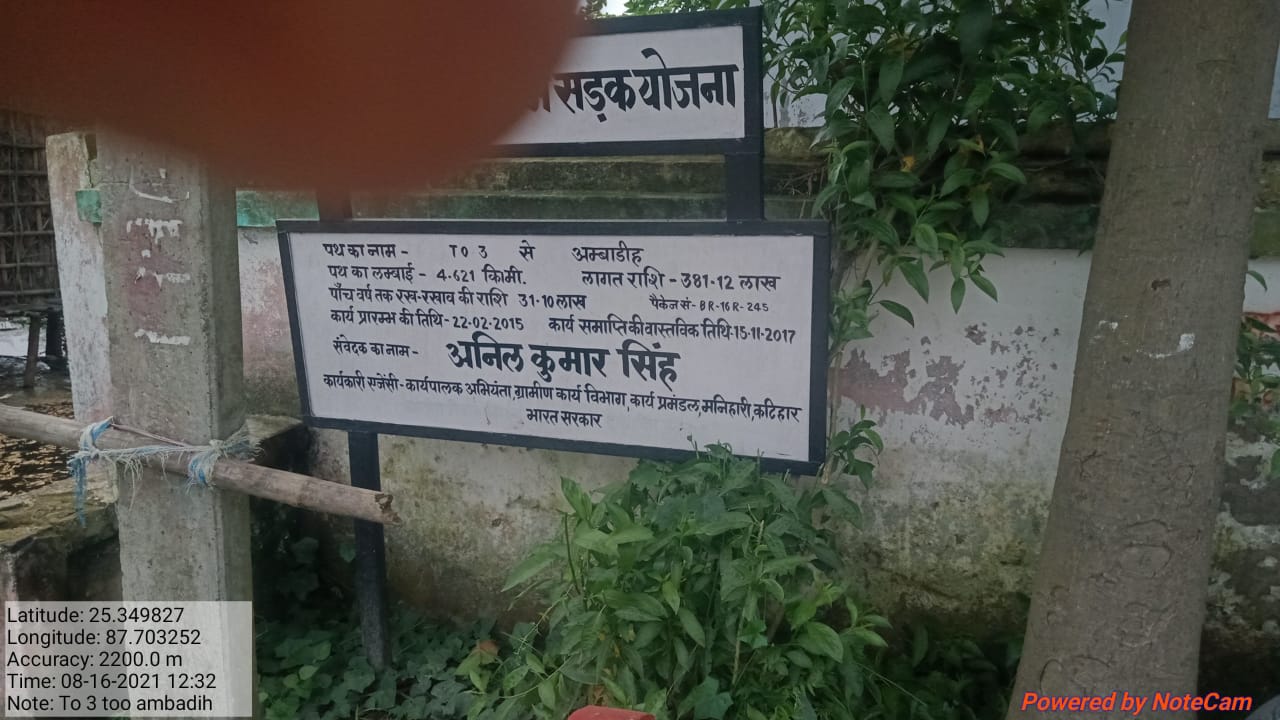 सड़क योजना
पथ का नाम - TO 3 से अम्बाडीह
पथ का लम्बाई - 4.621 किामी. लागत राशि - 381.12 लाख
पाँच वर्ष तक रख-रखाव की राशि 31.10 लाख पैकेज सं- BR-16R-245
कार्य प्रारम्भ की तिथि - 22-02-2015 कार्य समाप्ति की वास्तविक तिथि-15-11-2017
संवेदक का नाम - अनिल कुमार सिंह
कार्यकारी एजेंसी - कार्यपालक अभियंता, ग्रामीण कार्य विभाग, कार्य प्रमंडल, मनिहारी, कटिहार
भारत सरकार
Latitude: 25.349827
Longitude: 87.703252
Accuracy: 2200.0 m
Time: 08-16-2021 12:32
Note: To 3 too ambadih
Powered by NoteCam